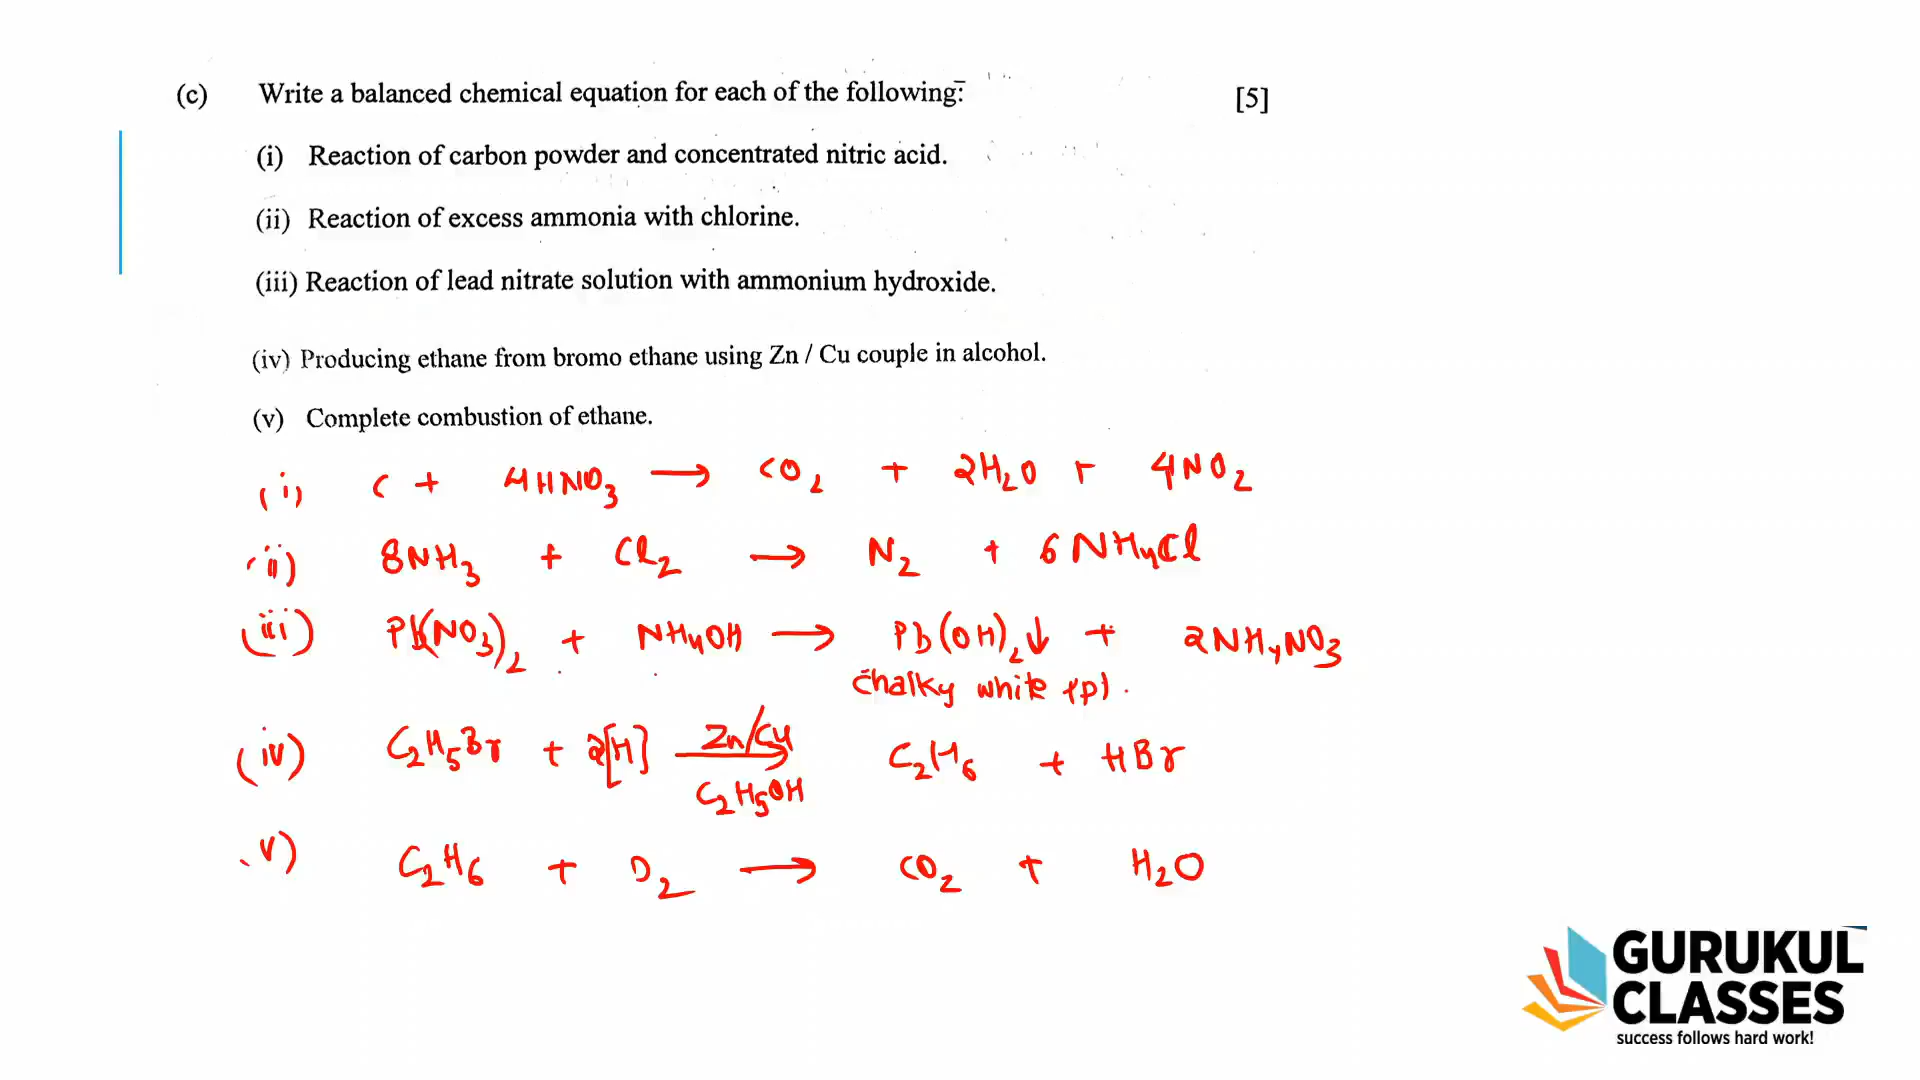 (c) Write a balanced chemical equation for each of the following: [5]
(i) Reaction of carbon powder and concentrated nitric acid.
(ii) Reaction of excess ammonia with chlorine.
(iii) Reaction of lead nitrate solution with ammonium hydroxide.
(iv) Producing ethane from bromo ethane using Zn / Cu couple in alcohol.
(v) Complete combustion of ethane.
(i) C + 4HNO₃ → CO₂ + 2H₂O + 4NO₂
(ii) 8NH₃ + Cl₂ → N₂ + 6NH₄Cl
(iii) Pb(NO₃)₂ + NH₄OH → Pb(OH)₂↓ + 2NH₄NO₃
chalky white (p).
(iv) C₂H₅Br + 2[H] Zn/Cu → C₂H₅OH C₂H₆ + HBr
v) C₂H₆ + O₂ → CO₂ + H₂O
GURUKUL
CLASSES
success follows hard work!